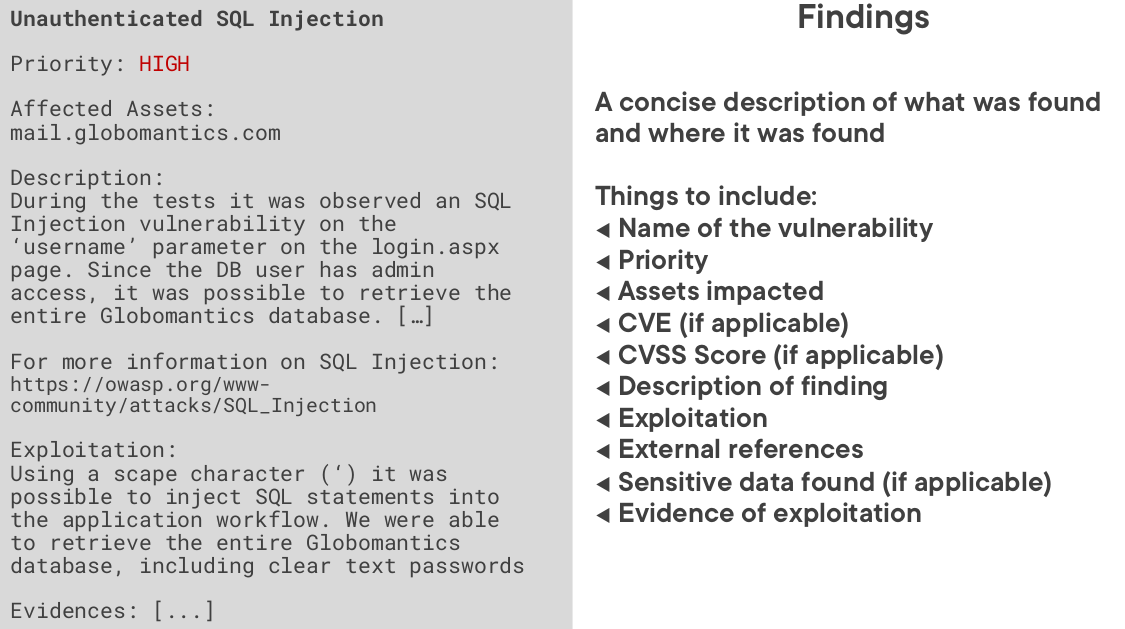 Unauthenticated SQL Injection
Priority: HIGH
Affected Assets:
mail.globomantics.com
Description:
During the tests it was observed an SQL
Injection vulnerability on the
‘username’ parameter on the login.aspx
page. Since the DB user has admin
access, it was possible to retrieve the
entire Globomantics database. […]
For more information on SQL Injection:
https://owasp.org/www-
community/attacks/SQL_Injection
Exploitation:
Using a scape character (‘) it was
possible to inject SQL statements into
the application workflow. We were able
to retrieve the entire Globomantics
database, including clear text passwords
Evidences: [...]
Findings
A concise description of what was found
and where it was found
Things to include:
◀ Name of the vulnerability
◀ Priority
◀ Assets impacted
◀ CVE (if applicable)
◀ CVSS Score (if applicable)
◀ Description of finding
◀ Exploitation
◀ External references
◀ Sensitive data found (if applicable)
◀ Evidence of exploitation